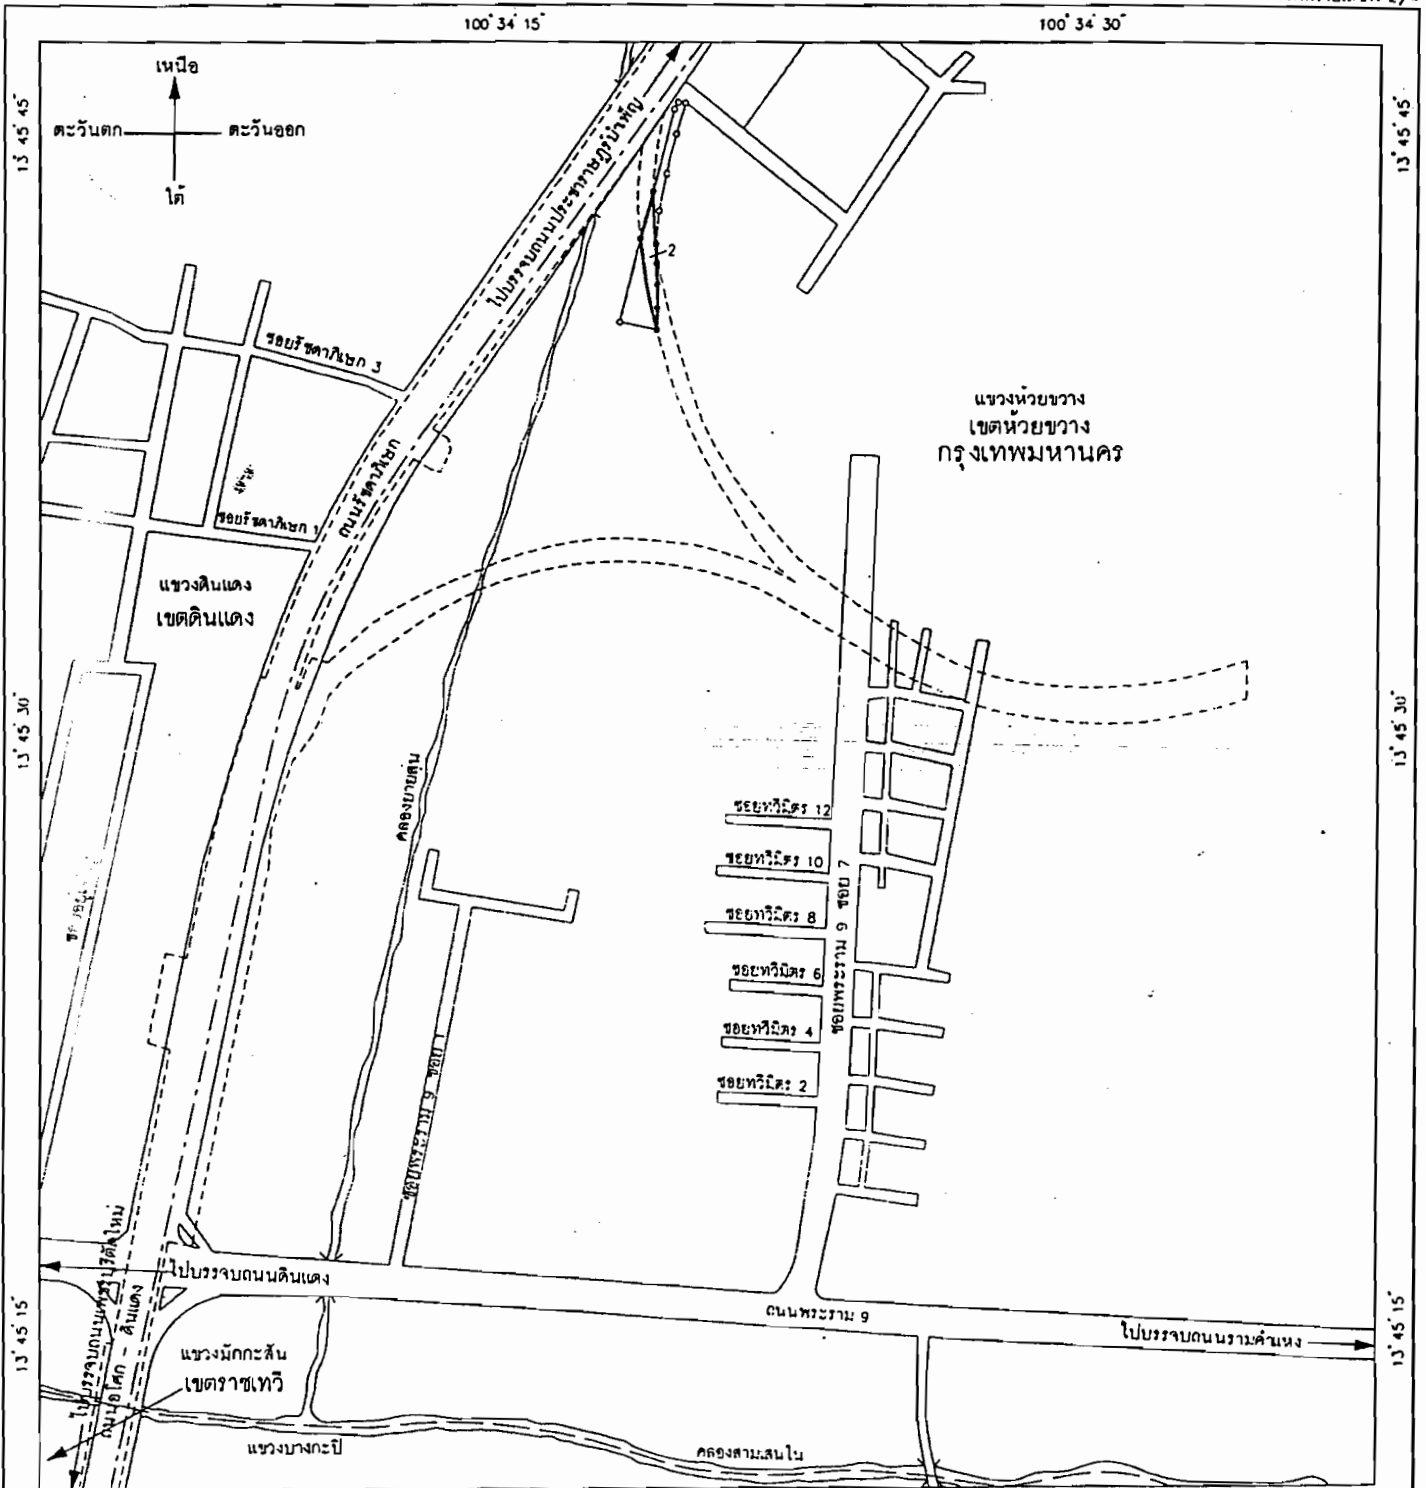 100° 34' 15"
100° 34' 30"
เหนือ
ตะวันตก
ตะวันออก
ใต้
13° 45' 45"
13° 45' 45"
ไปบรรจบถนนประชาราษฎร์บำเพ็ญ
2
ซอยรัชดาภิเษก 3
แขวงห้วยขวาง
เขตห้วยขวาง
กรุงเทพมหานคร
ถนนรัชดาภิเษก
ซอยรัชดาภิเษก 1
แขวงดินแดง
เขตดินแดง
13° 45' 30"
13° 45' 30"
คลองยายสุ่น
ซอยทวีมิตร 12
ซอยทวีมิตร 10
ซอยทวีมิตร 8
ซอยทวีมิตร 6
ซอยทวีมิตร 4
ซอยทวีมิตร 2
ซอยพระราม 9 ซอย 7
ซอยพระราม 9 ซอย 1
ไปบรรจบถนนเพชรบุรีตัดใหม่
ถนนอโศก - ดินแดง
ไปบรรจบถนนดินแดง
ถนนพระราม 9
ไปบรรจบถนนรามคำแหง
13° 45' 15"
13° 45' 15"
แขวงมักกะสัน
เขตราชเทวี
แขวงบางกะปิ
คลองสามเสนใน